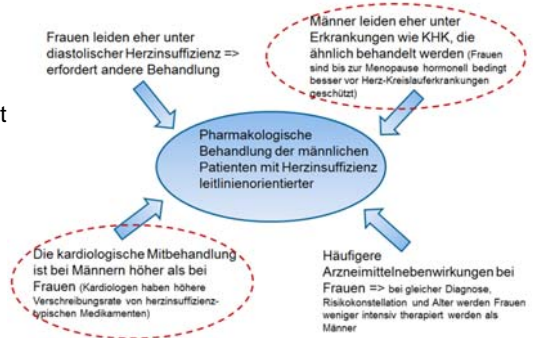 Frauen leiden eher unter
diastolischer Herzinsuffizienz =>
erfordert andere Behandlung
Männer leiden eher unter
Erkrankungen wie KHK, die
ähnlich behandelt werden (Frauen
sind bis zur Menopause hormonell bedingt
besser vor Herz-Kreislauferkrankungen
geschützt)
t
Pharmakologische
Behandlung der männlichen
Patienten mit Herzinsuffizienz
leitlinienorientierter
Die kardiologische Mitbehandlung
ist bei Männern höher als bei
Frauen (Kardiologen haben höhere
Verschreibungsrate von herzinsuffizienz-
typischen Medikamenten)
Häufigere
Arzneimittelnebenwirkungen bei
Frauen => bei gleicher Diagnose,
Risikokonstellation und Alter werden Frauen
weniger intensiv therapiert werden als
Männer